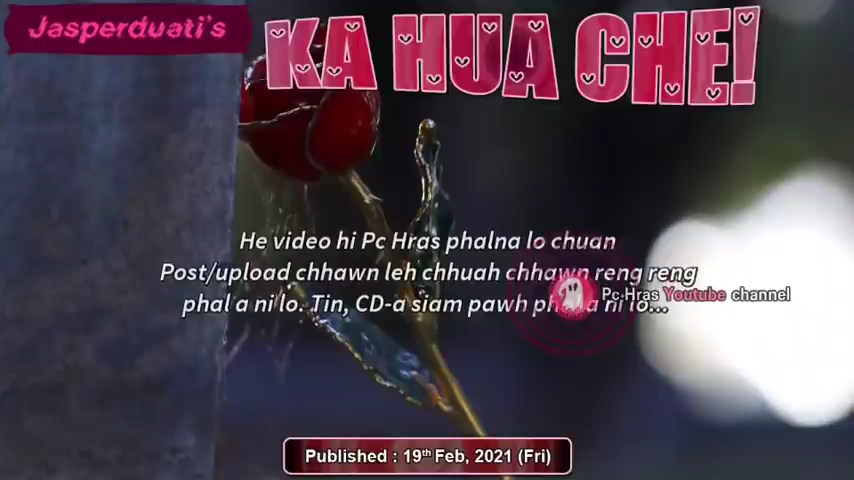 Jasperduati's
KA HUA CHE!
He video hi Pc Hras phalna lo chuan
Post/upload chhawn leh chhuah chhawn reng reng
phal a ni lo. Tin, CD-a siam pawh phal a ni lo...
Pc Hras Youtube channel
Published : 19th Feb, 2021 (Fri)